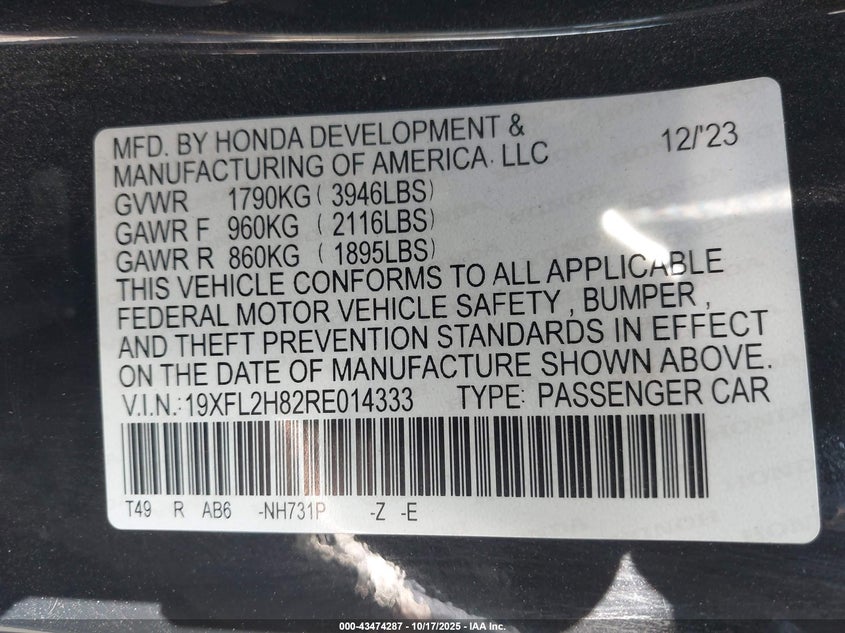 MFD. BY HONDA DEVELOPMENT &
MANUFACTURING OF AMERICA. LLC 12/'23
GVWR 1790KG ( 3946LBS)
GAWR F 960KG ( 2116LBS)
GAWR R 860KG ( 1895LBS)
THIS VEHICLE CONFORMS TO ALL APPLICABLE
FEDERAL MOTOR VEHICLE SAFETY , BUMPER ,
AND THEFT PREVENTION STANDARDS IN EFFECT
ON THE DATE OF MANUFACTURE SHOWN ABOVE.
V.I.N.:19XFL2H82RE014333 TYPE: PASSENGER CAR
T49 R AB6 -NH731P -Z -E
000-43474287 - 10/17/2025 - IAA Inc.